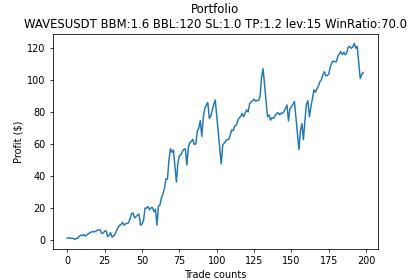 Portfolio
WAVESUSDT BBM:1.6 BBL:120 SL:1.0 TP:1.2 lev:15 WinRatio:70.0
120
100
80
60
40
20
0
Profit ($)
0 25 50 75 100 125 150 175 200
Trade counts